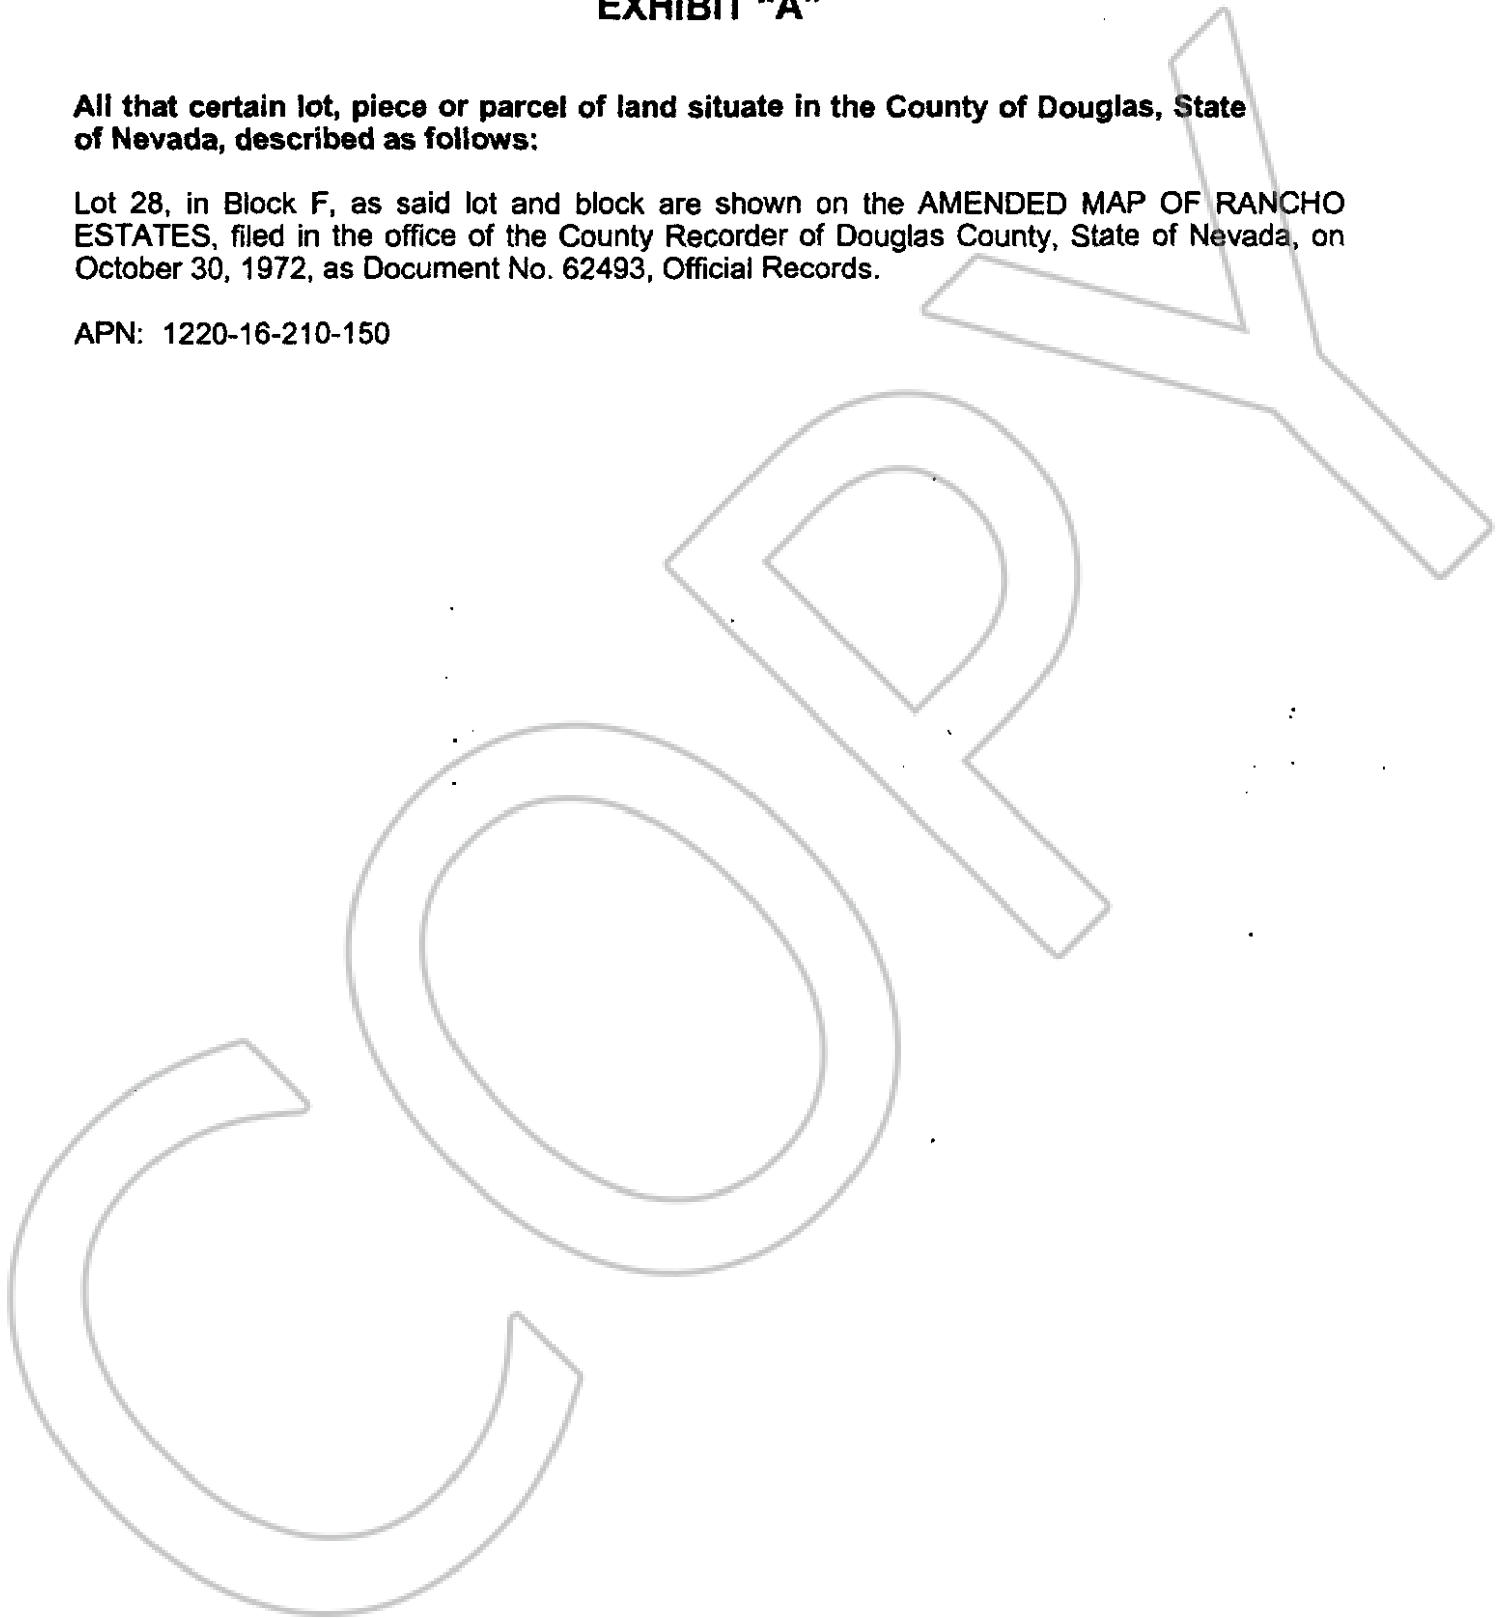 EXHIBIT "A"
All that certain lot, piece or parcel of land situate in the County of Douglas, State
of Nevada, described as follows:
Lot 28, in Block F, as said lot and block are shown on the AMENDED MAP OF RANCHO
ESTATES, filed in the office of the County Recorder of Douglas County, State of Nevada, on
October 30, 1972, as Document No. 62493, Official Records.
APN: 1220-16-210-150
COPY